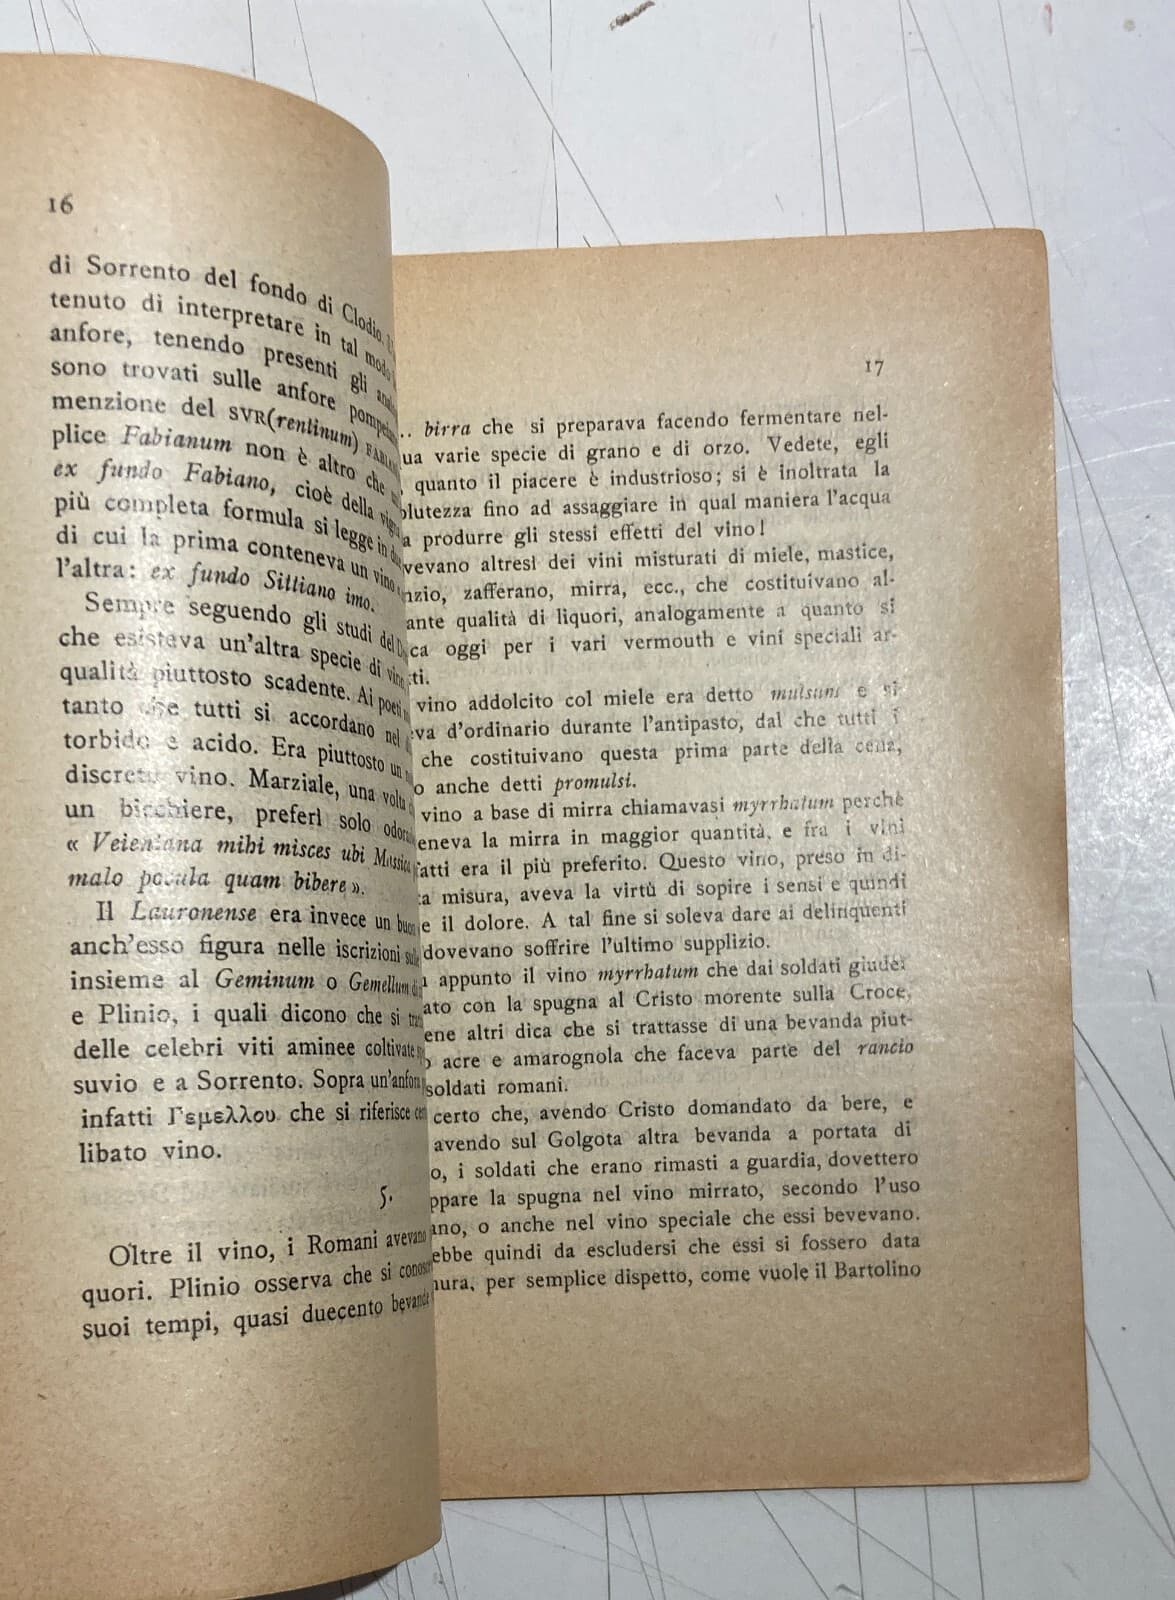 16
di Sorrento del fondo di Clodio.
tenuto di interpretare in tal modo
anfore, tenendo presenti gli
sono trovati sulle anfore
menzione del SVR(rentinum)
plice Fabianum non è altro che
ex fundo Fabiano, cioè della vigna
più completa formula si legge in
di cui la prima conteneva un vino
l'altra: ex fundo Sittiano imo.
Sempre seguendo gli studi del
che esisteva un'altra specie di vino
qualità piuttosto scadente. Ai poeti
tanto che tutti si accordano nel
torbido e acido. Era piuttosto un
discreto vino. Marziale, una volta
un bicchiere, preferì solo
« Veientana mihi misces ubi Massica
malo pocula quam bibere ».
Il Lauronense era invece un
anch'esso figura nelle iscrizioni
insieme al Geminum o Gemellum
e Plinio, i quali dicono che si
delle celebri viti aminee coltivate
suvio e a Sorrento. Sopra un'anfora
infatti Γεμελλου che si riferisce
libato vino.
5.
Oltre il vino, i Romani avevano
quori. Plinio osserva che si
suoi tempi, quasi duecento
17
birra che si preparava facendo fermentare nel-
ua varie specie di grano e di orzo. Vedete, egli
quanto il piacere è industrioso; si è inoltrata la
lutezza fino ad assaggiare in qual maniera l'acqua
a produrre gli stessi effetti del vino!
vevano altresì dei vini misturati di miele, mastice,
nzio, zafferano, mirra, ecc., che costituivano al-
ante qualità di liquori, analogamente a quanto si
ca oggi per i vari vermouth e vini speciali ar-
ti.
vino addolcito col miele era detto mulsum e si
eva d'ordinario durante l'antipasto, dal che tutti i
che costituivano questa prima parte della cena,
o anche detti promulsi.
vino a base di mirra chiamavasi myrrhatum perchè
eneva la mirra in maggior quantità, e fra i vini
fatti era il più preferito. Questo vino, preso in di-
a misura, aveva la virtù di sopire i sensi e quindi
e il dolore. A tal fine si soleva dare ai delinquenti
dovevano soffrire l'ultimo supplizio.
appunto il vino myrrhatum che dai soldati giudei
ato con la spugna al Cristo morente sulla Croce,
ene altri dica che si trattasse di una bevanda piut-
o acre e amarognola che faceva parte del rancio
soldati romani.
certo che, avendo Cristo domandato da bere, e
avendo sul Golgota altra bevanda a portata di
o, i soldati che erano rimasti a guardia, dovettero
ppare la spugna nel vino mirrato, secondo l'uso
ano, o anche nel vino speciale che essi bevevano.
ebbe quindi da escludersi che essi si fossero data
ura, per semplice dispetto, come vuole il Bartolino